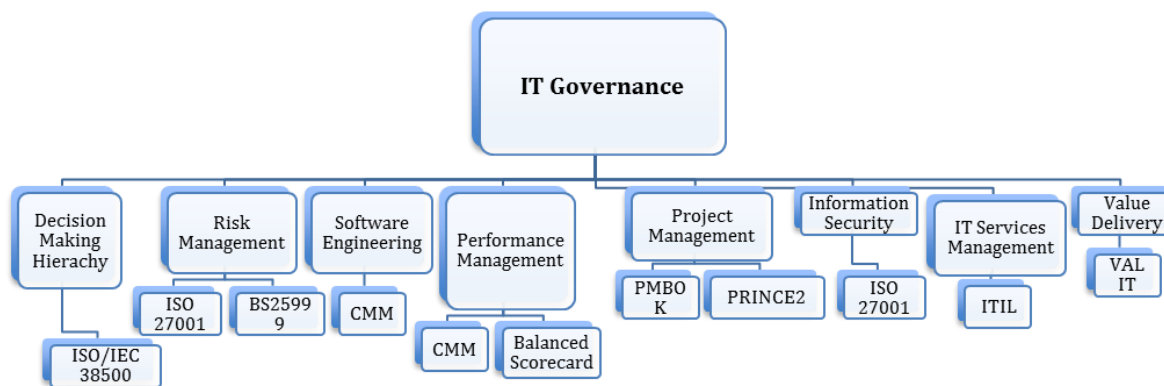 IT Governance
Decision
Making
Hierachy
Risk
Management
Software
Engineering
Performance
Management
Project
Management
Information
Security
IT Services
Management
Value
Delivery
ISO/IEC
38500
ISO
27001
BS2599
9
CMM
CMM
Balanced
Scorecard
PMBO
K
PRINCE2
ISO
27001
ITIL
VAL
IT